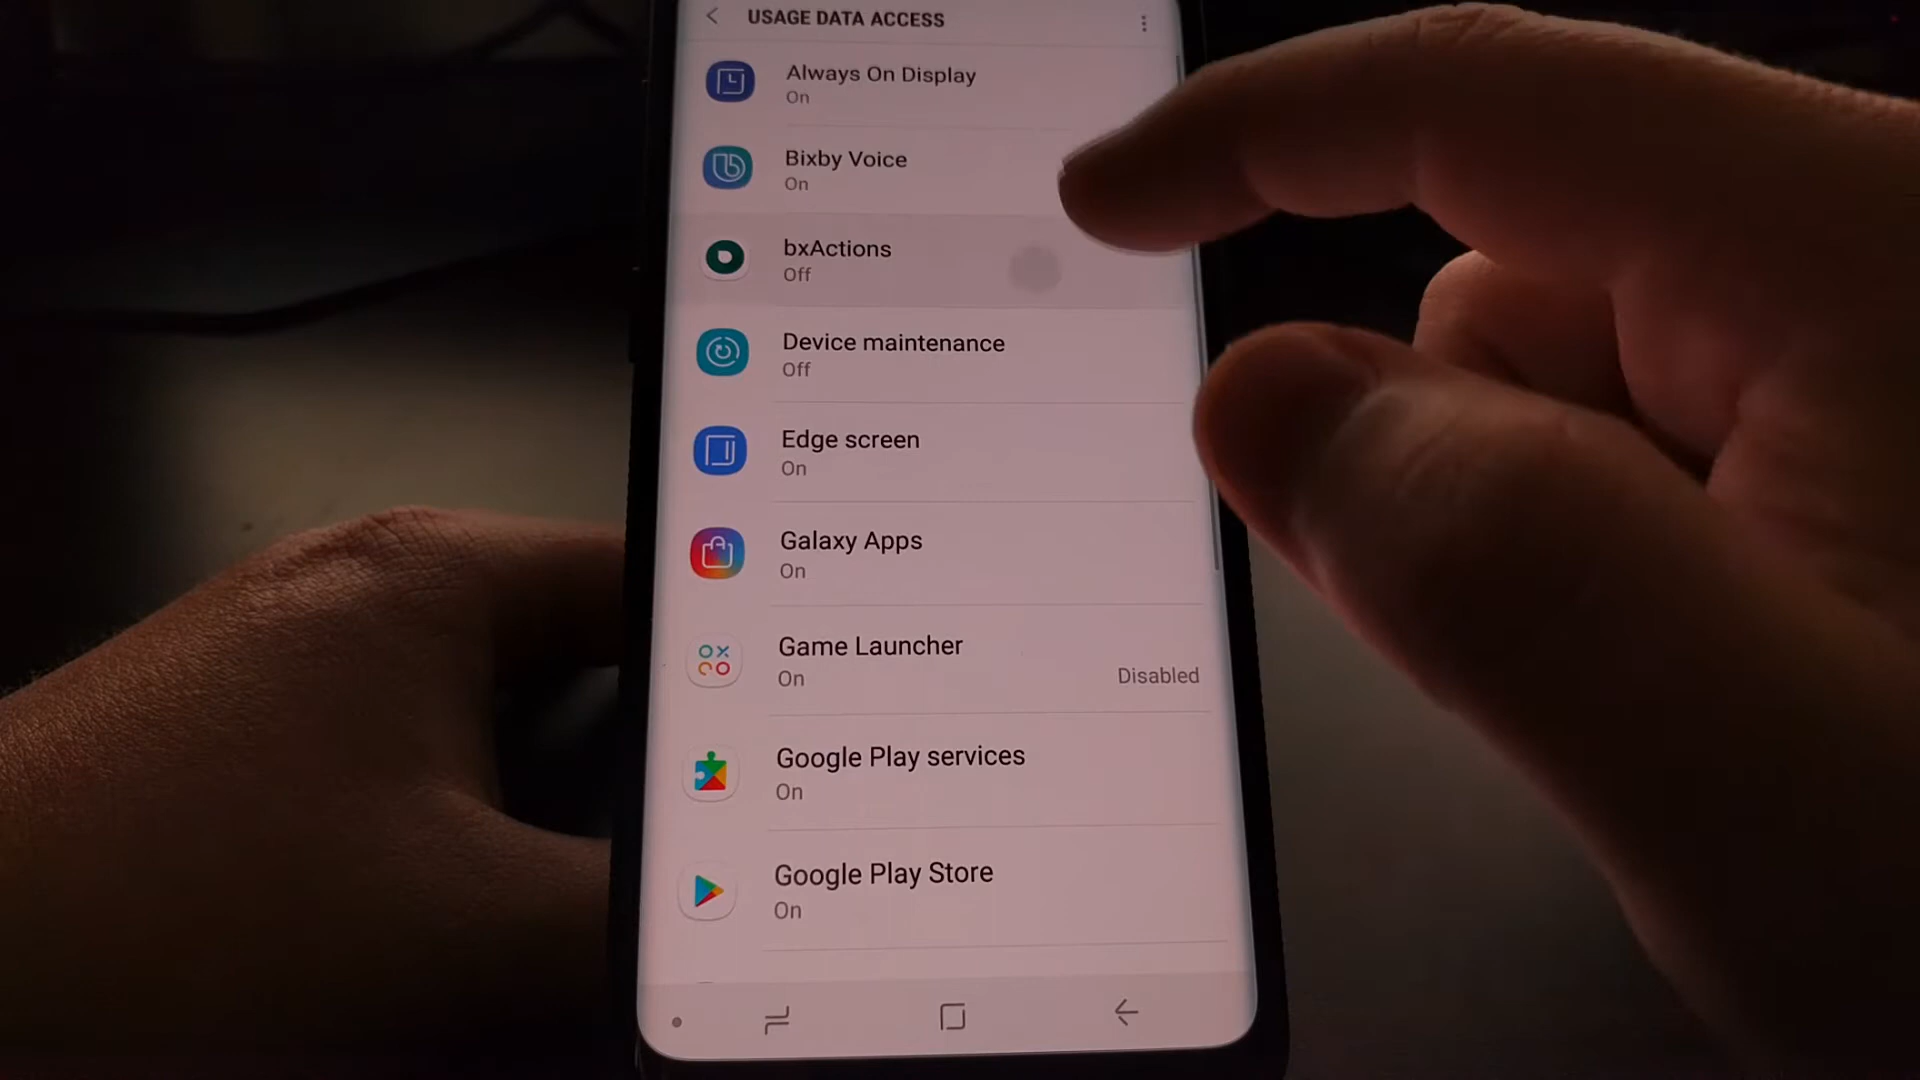 USAGE DATA ACCESS
Always On Display
On
Bixby Voice
On
bxActions
Off
Device maintenance
Off
Edge screen
On
Galaxy Apps
On
Game Launcher
On
Disabled
Google Play services
On
Google Play Store
On